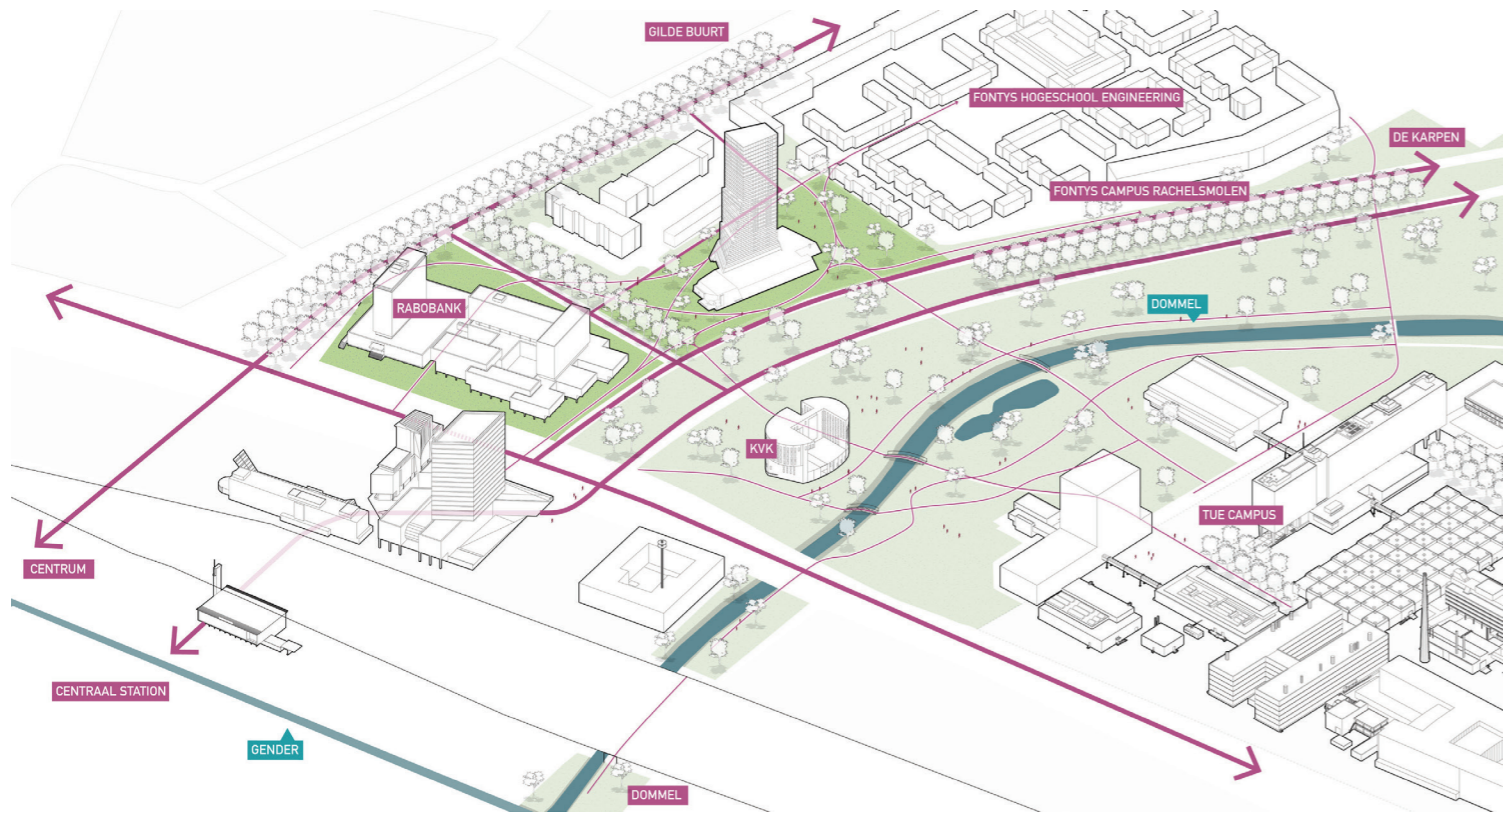 GILDE BUURT
FONTYS HOGESCHOOL ENGINEERING
DE KARPEN
FONTYS CAMPUS RACHELSMOLEN
RABOBANK
DOMMEL
KVK
TUE CAMPUS
CENTRUM
CENTRAAL STATION
GENDER
DOMMEL